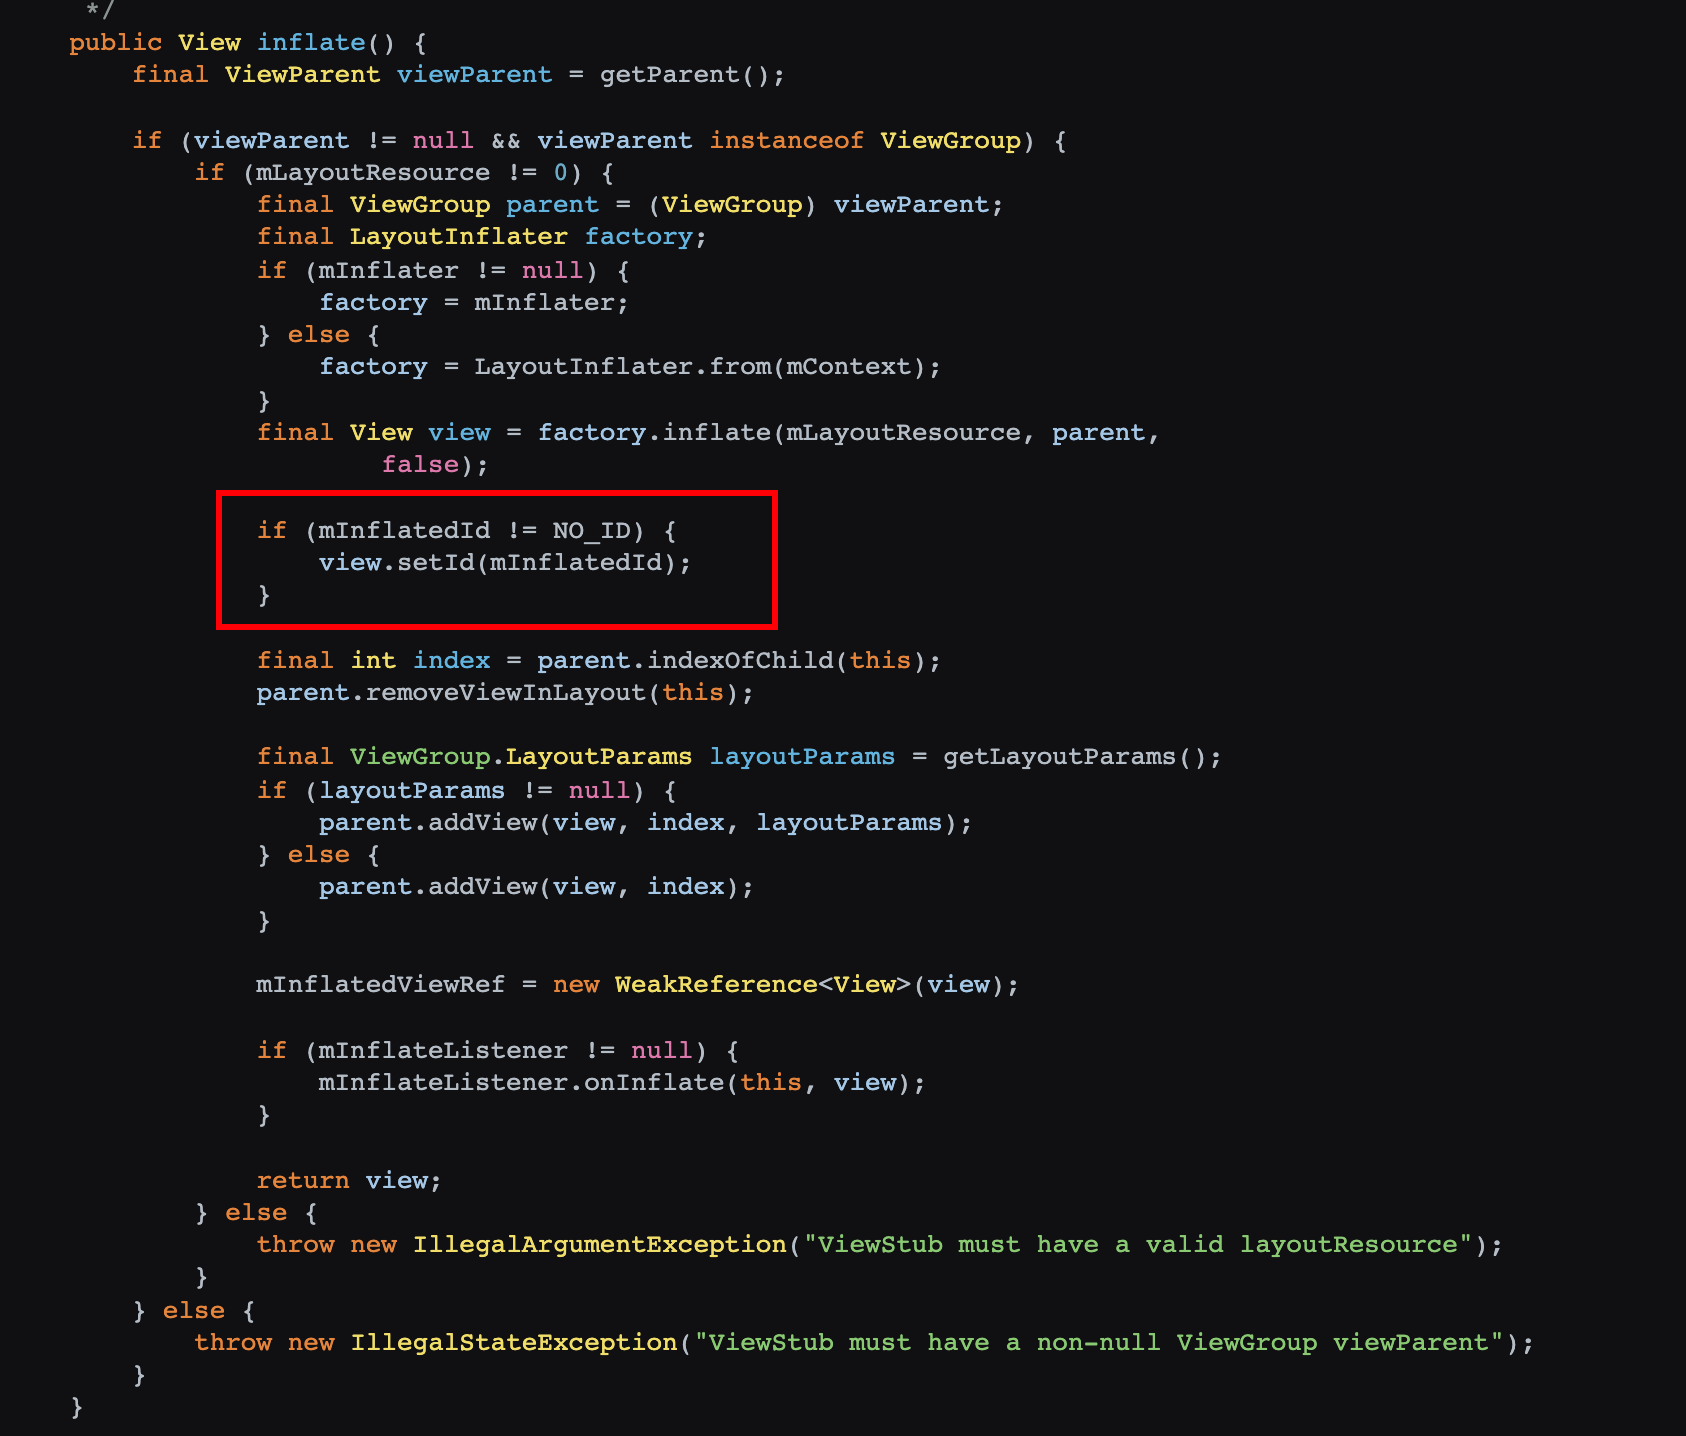 */
public View inflate() {
final ViewParent viewParent = getParent();
if (viewParent != null && viewParent instanceof ViewGroup) {
if (mLayoutResource != 0) {
final ViewGroup parent = (ViewGroup) viewParent;
final LayoutInflater factory;
if (mInflater != null) {
factory = mInflater;
} else {
factory = LayoutInflater.from(mContext);
}
final View view = factory.inflate(mLayoutResource, parent,
false);
if (mInflatedId != NO_ID) {
view.setId(mInflatedId);
}
final int index = parent.indexOfChild(this);
parent.removeViewInLayout(this);
final ViewGroup.LayoutParams layoutParams = getLayoutParams();
if (layoutParams != null) {
parent.addView(view, index, layoutParams);
} else {
parent.addView(view, index);
}
mInflatedViewRef = new WeakReference<View>(view);
if (mInflateListener != null) {
mInflateListener.onInflate(this, view);
}
return view;
} else {
throw new IllegalArgumentException("ViewStub must have a valid layoutResource");
}
} else {
throw new IllegalStateException("ViewStub must have a non-null ViewGroup viewParent");
}
}